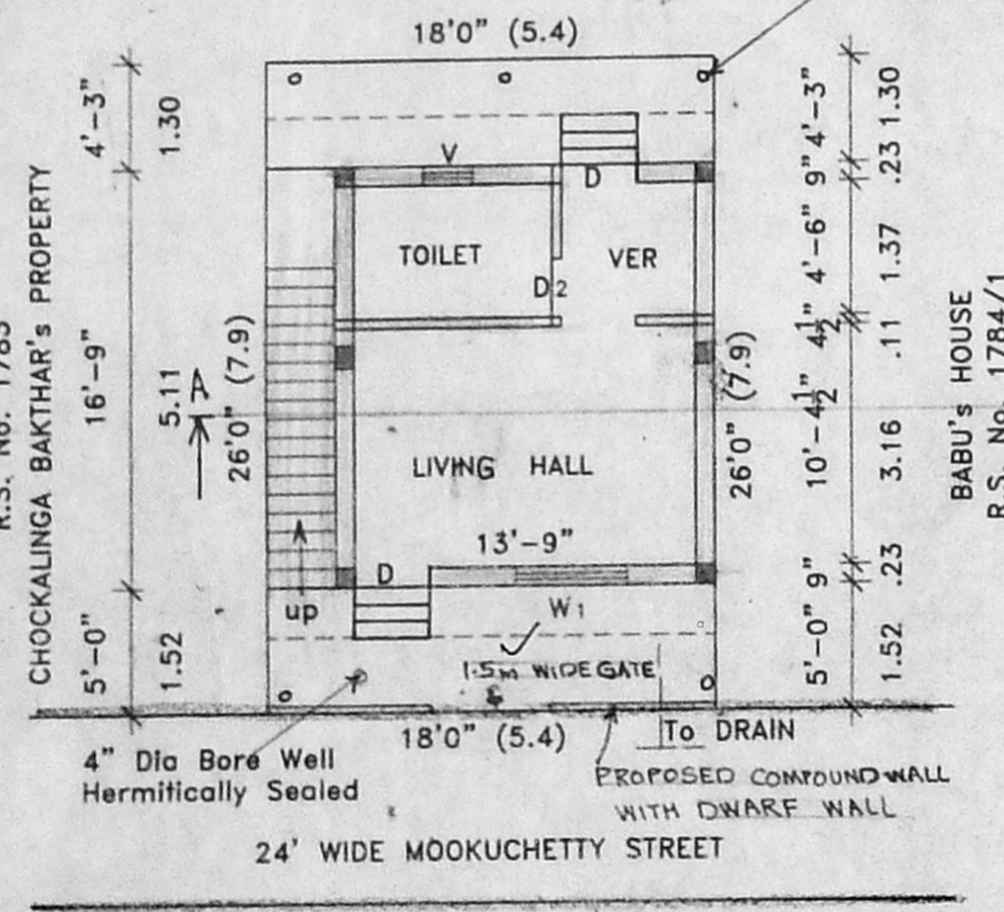 18'0" (5.4)
4'-3"
1.30
16'-9"
5.11
A
5'-0"
1.52
CHOCKALINGA BAKTHAR's PROPERTY
26'0" (7.9)
V
D
TOILET
VER
D2
LIVING HALL
13'-9"
D
up
W1
1.5m WIDE GATE
26'0" (7.9)
4'-3"
1.30
9"
.23
4'-6"
1.37
4½"
.11
10'-4½
3.16
9"
.23
5'-0"
1.52
BABU's HOUSE
R.S. No. 1784/1
18'0" (5.4)
To DRAIN
4" Dia Bore Well
Hermitically Sealed
PROPOSED COMPOUND WALL
WITH DWARF WALL
24' WIDE MOOKUCHETTY STREET